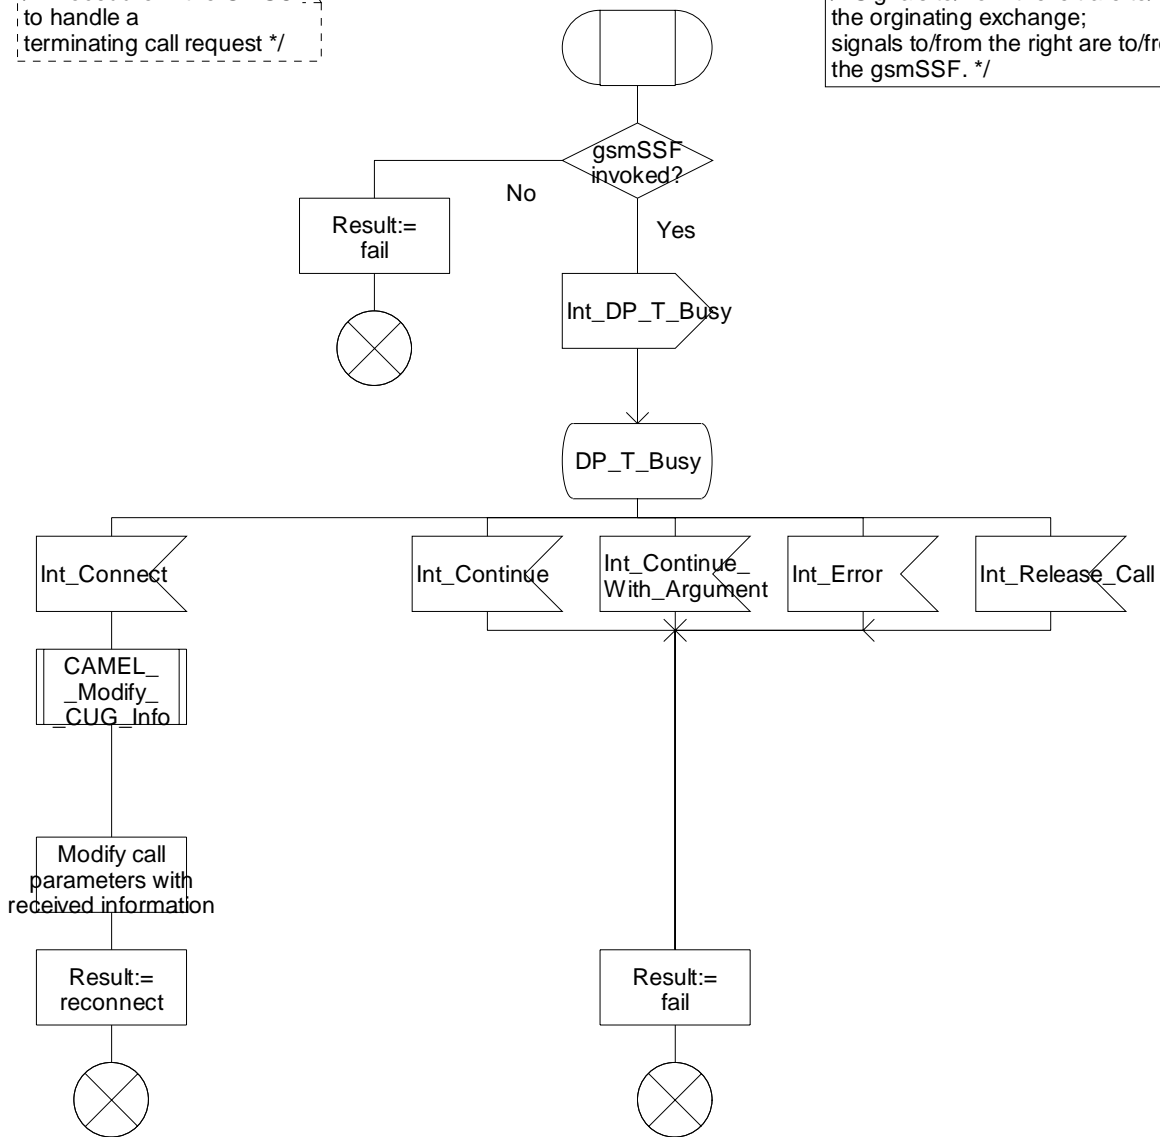 to handle a
terminating call request */
the orginating exchange;
signals to/from the right are to/fr
the gsmSSF. */
gsmSSF
invoked?
No
Yes
Result:=
fail
Int_DP_T_Busy
DP_T_Busy
Int_Connect
Int_Continue
Int_Continue_
With_Argument
Int_Error
Int_Release_Call
CAMEL_
_Modify_
_CUG_Info
Modify call
parameters with
received information
Result:=
reconnect
Result:=
fail